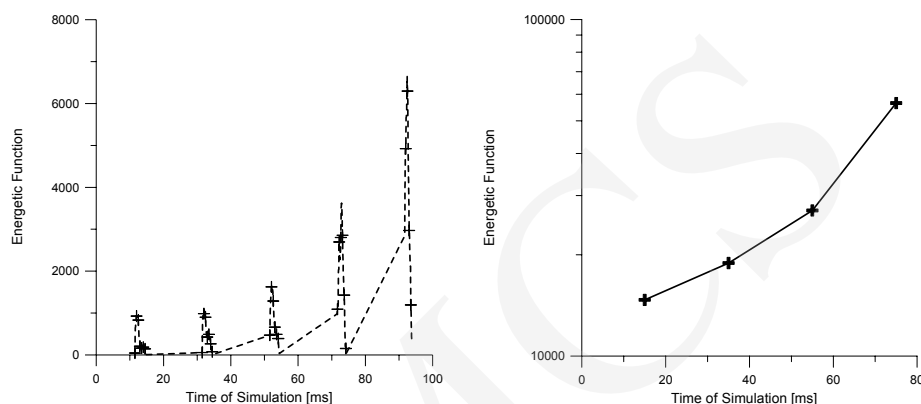 8000
6000
4000
2000
0
Energetic Function
0 20 40 60 80 100
Time of Simulation [ms]
100000
10000
Energetic Function
0 20 40 60 80
Time of Simulation [ms]
MCS